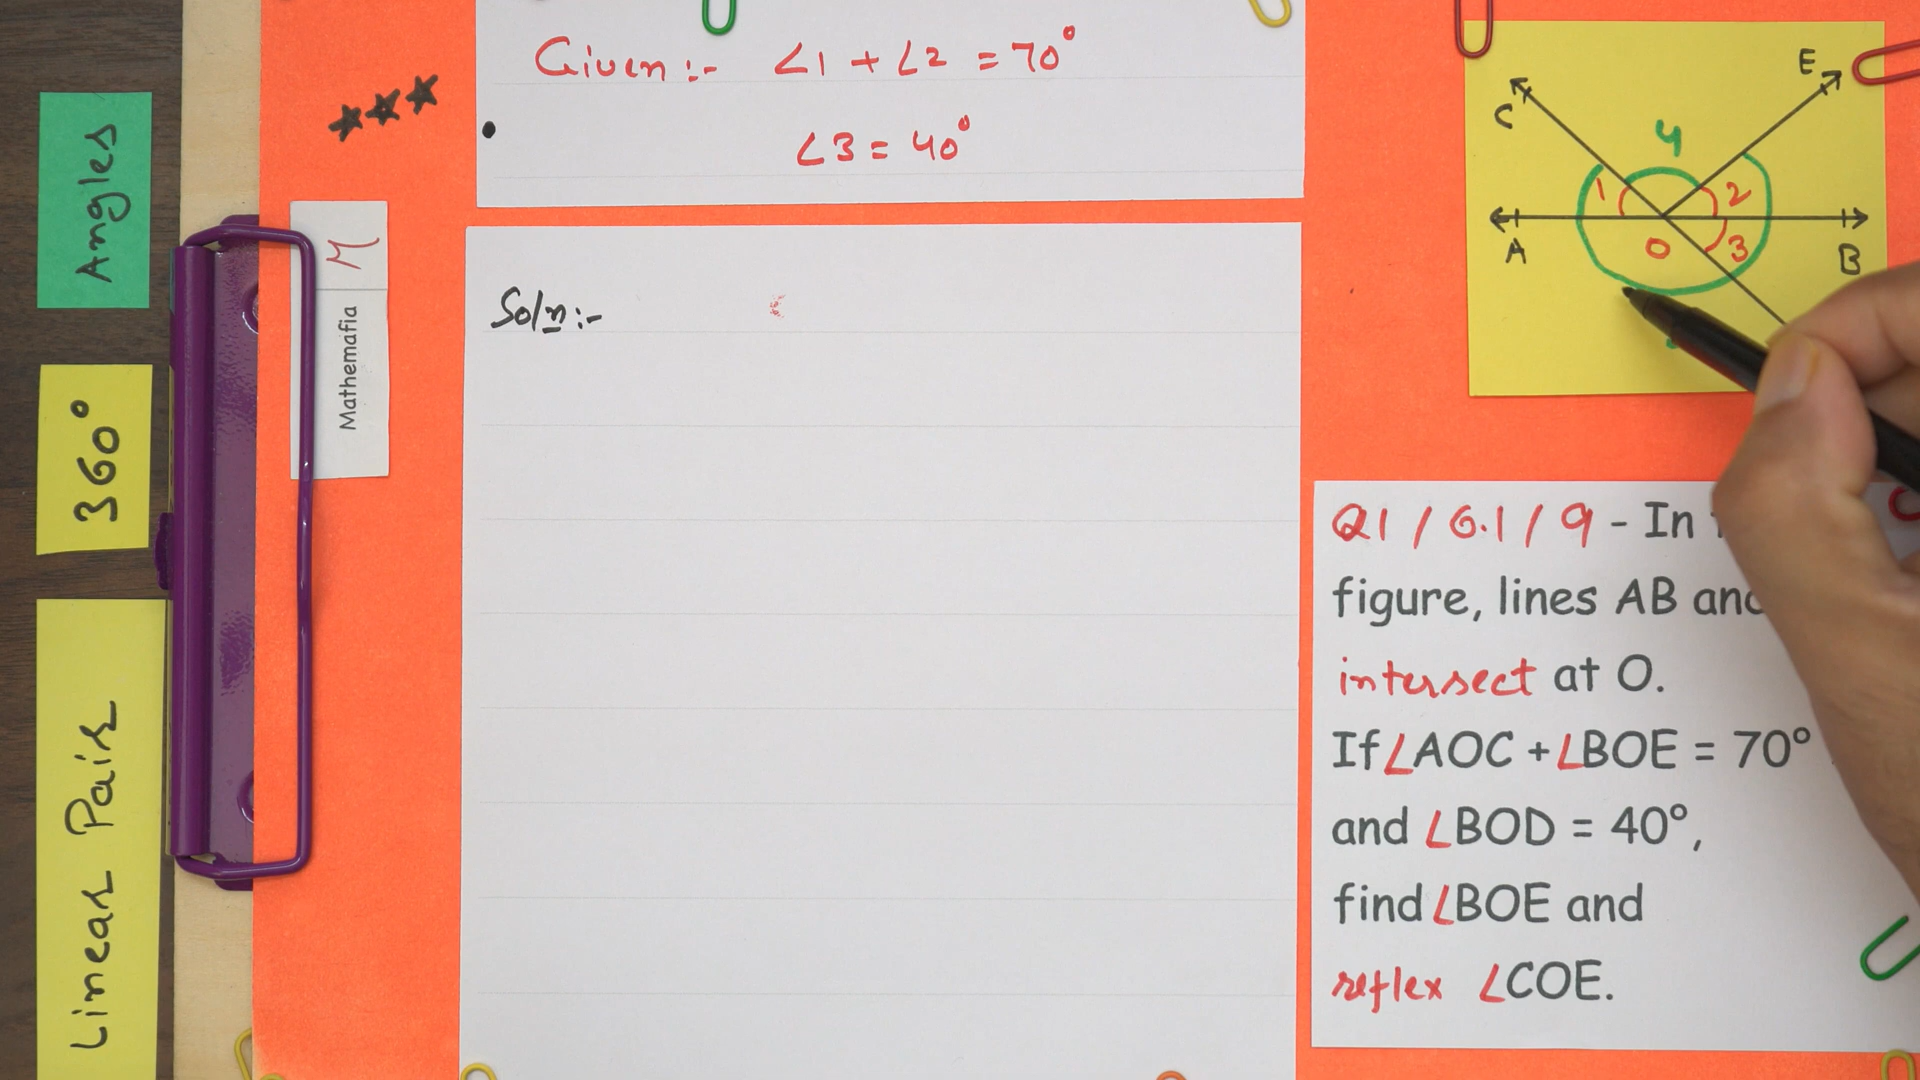 Angles
360°
Linear Pair
M
Mathemafia
Given :- ∠1 + ∠2 = 70°
∠3 = 40°
Soln :-
C
E
4
1
2
A
O
3
B
Q1 / 6.1 / 9 - In
figure, lines AB and
intersect at O.
If ∠AOC + ∠BOE = 70°
and ∠BOD = 40°,
find ∠BOE and
reflex ∠COE.